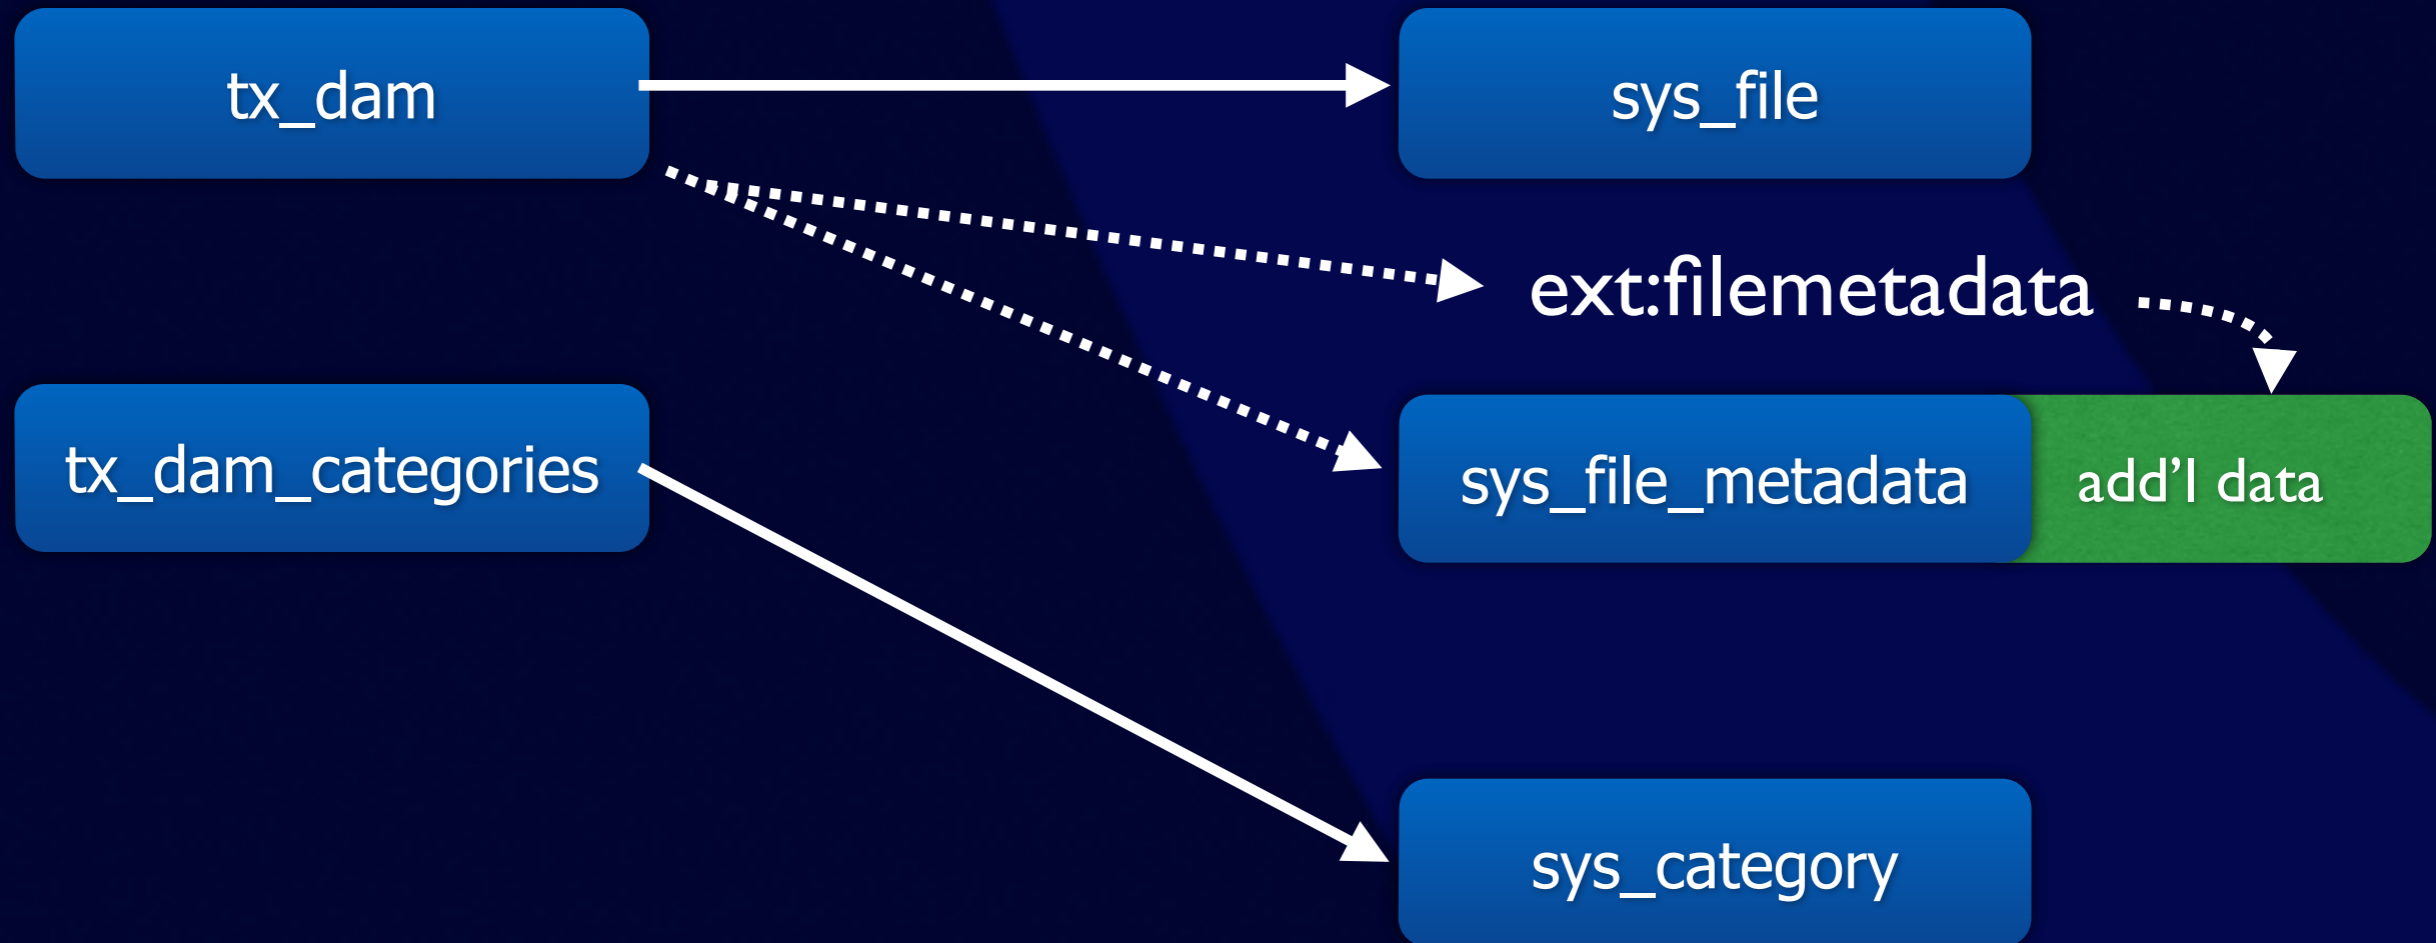 tx_dam
sys_file
ext:filemetadata
tx_dam_categories
sys_file_metadata
add’l data
sys_category